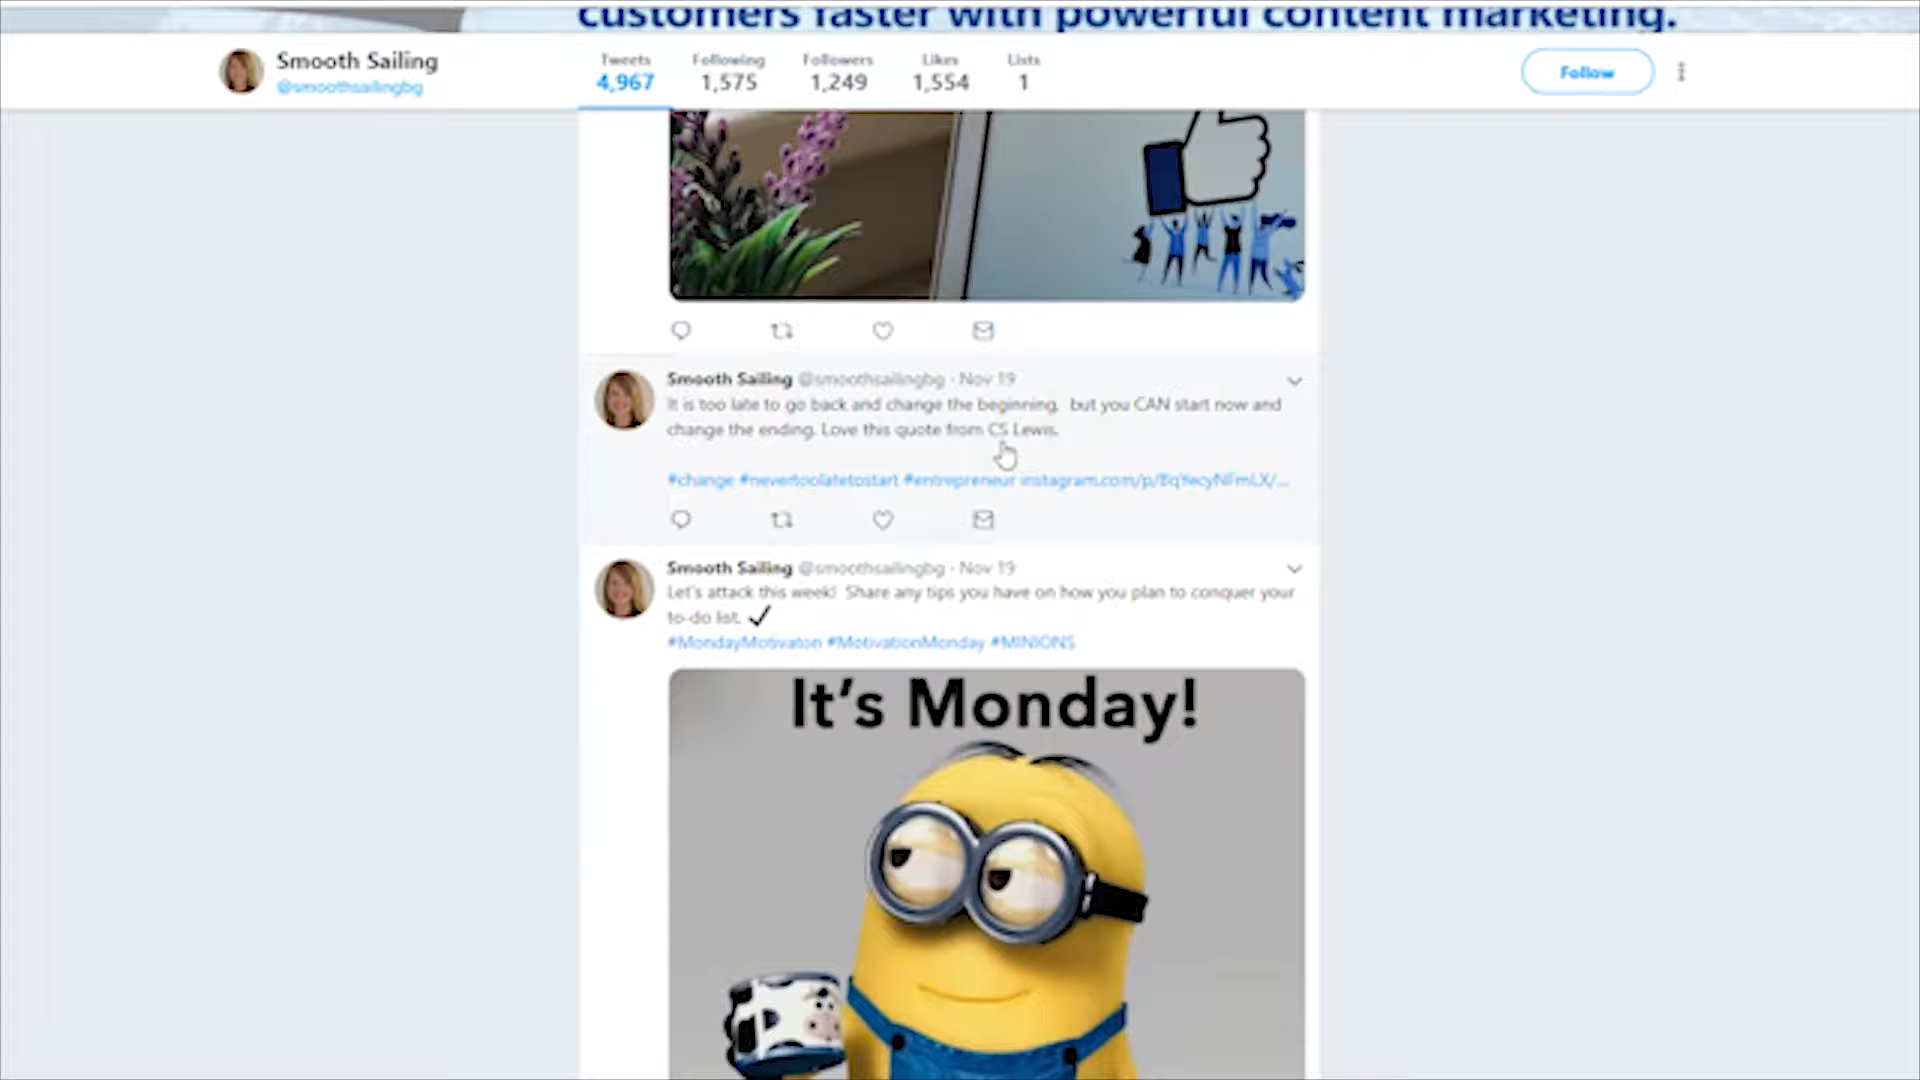 customers faster with powerful content marketing.
Smooth Sailing
@smoothsailingbg
Tweets
4,967
Following
1,575
Followers
1,249
Likes
1,554
Lists
1
Follow
Smooth Sailing @smoothsailingbg - Nov 19
It is too late to go back and change the beginning, but you CAN start now and
change the ending. Love this quote from CS Lewis.
#change #nevertoolatetostart #entrepreneur instagram.com/p/BqYecyNFmLX/...
Smooth Sailing @smoothsailingbg - Nov 19
Let's attack this week! Share any tips you have on how you plan to conquer your
to-do list. ✓
#MondayMotivaton #MotivationMonday #MINIONS
It's Monday!